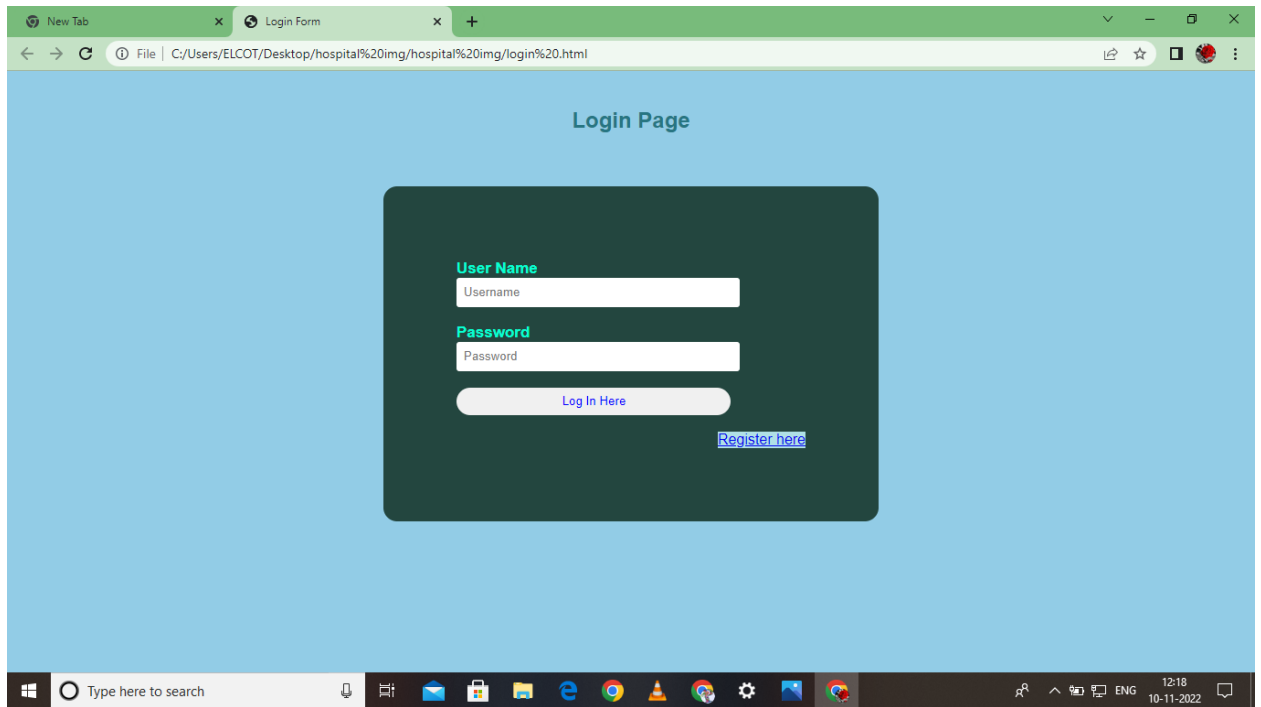 New Tab
Login Form
File
C:/Users/ELCOT/Desktop/hospital%20img/hospital%20img/login%20.html
Login Page
User Name
Username
Password
Password
Log In Here
Register here
Type here to search
ENG
12:18
10-11-2022